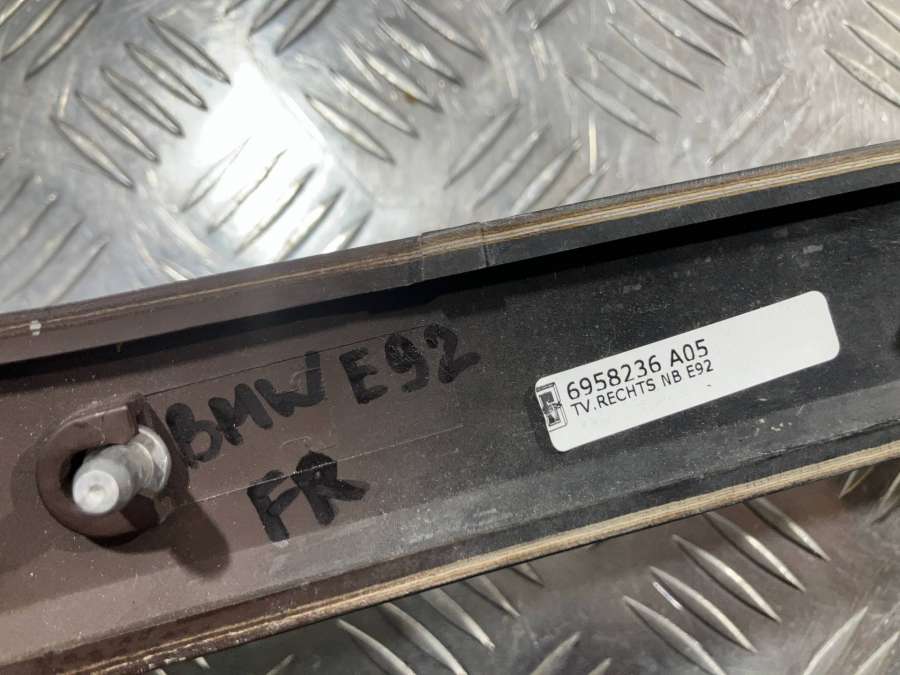 BMW E92
FR
6958236 A05
TV.RECHTS NB E92